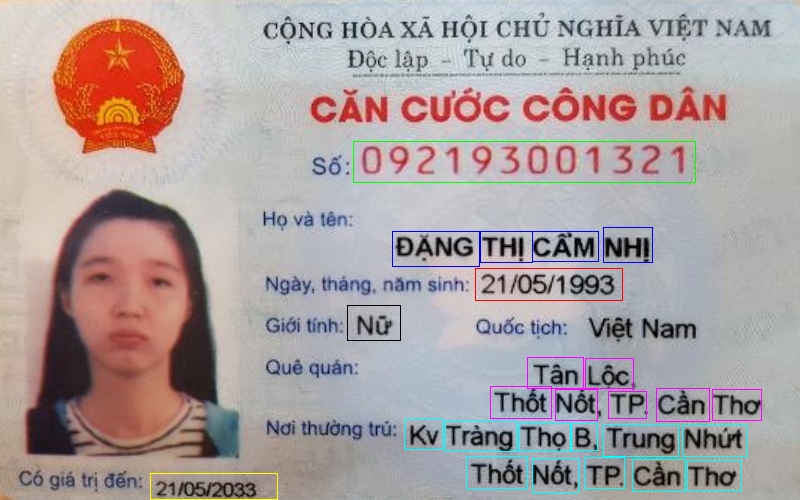 CỘNG HÒA XÃ HỘI CHỦ NGHĨA VIỆT NAM
Độc lập - Tự do - Hạnh phúc
CĂN CƯỚC CÔNG DÂN
Số: 092193001321
Họ và tên:
ĐẶNG THỊ CẨM NHỊ
Ngày, tháng, năm sinh: 21/05/1993
Giới tính: Nữ Quốc tịch: Việt Nam
Quê quán: Tân Lộc,
Thốt Nốt, TP. Cần Thơ
Nơi thường trú: Kv Tràng Thọ B, Trung Nhứt
Thốt Nốt, TP. Cần Thơ
Có giá trị đến: 21/05/2033